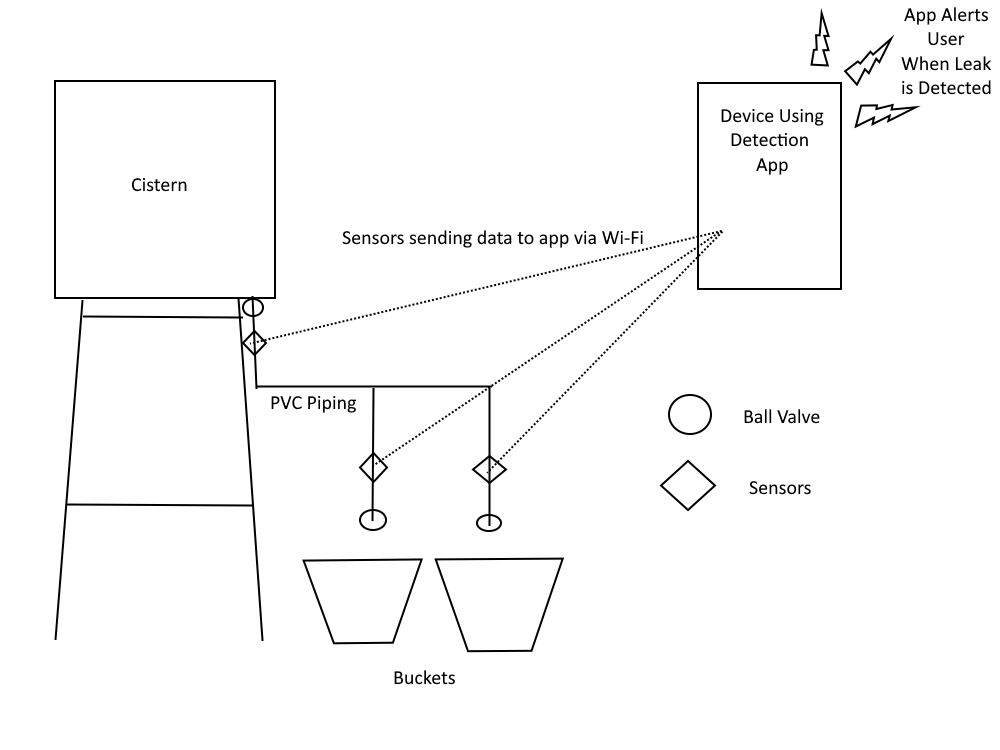 App Alerts
User
When Leak
is Detected
Device Using
Detection
App
Cistern
Sensors sending data to app via Wi-Fi
PVC Piping
Ball Valve
Sensors
Buckets